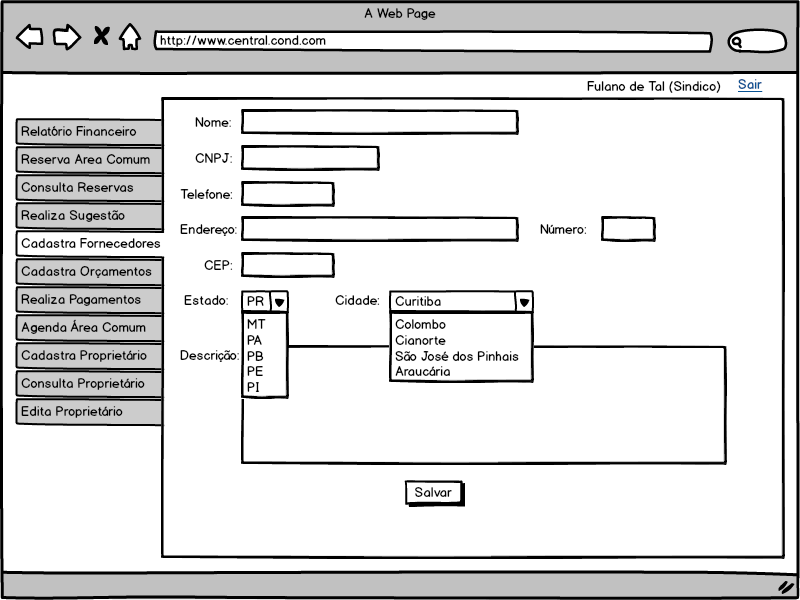 A Web Page
http://www.central.cond.com
Fulano de Tal (Sindico) Sair
Relatório Financeiro
Reserva Area Comum
Consulta Reservas
Realiza Sugestão
Cadastra Fornecedores
Cadastra Orçamentos
Realiza Pagamentos
Agenda Área Comum
Cadastra Proprietário
Consulta Proprietário
Edita Proprietário
Nome:
CNPJ:
Telefone:
Endereço: Número:
CEP:
Estado: PR Cidade: Curitiba
MT
PA
PB
PE
PI
Colombo
Cianorte
São José dos Pinhais
Araucária
Descrição:
Salvar